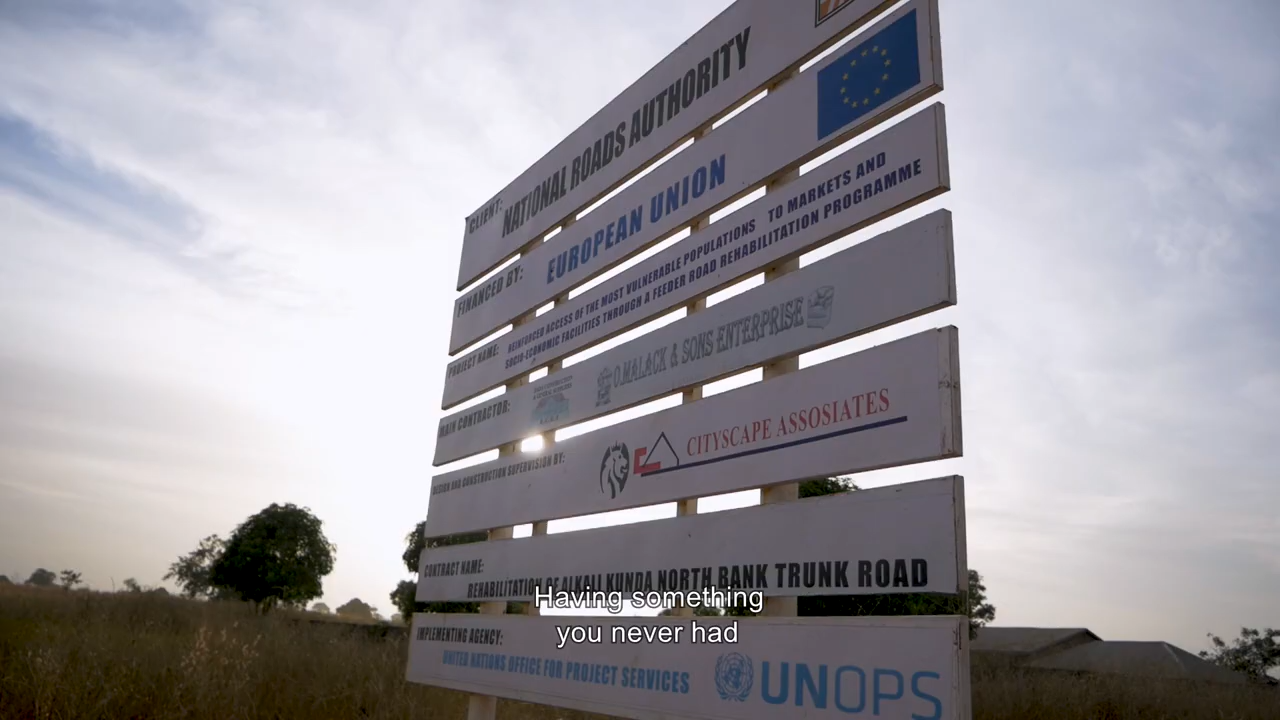 CLIENT: NATIONAL ROADS AUTHORITY
FINANCED BY: EUROPEAN UNION
PROJECT NAME: REINFORCED ACCESS OF THE MOST VULNERABLE POPULATIONS TO MARKETS AND
SOCIO-ECONOMIC FACILITIES THROUGH A FEEDER ROAD REHABILITATION PROGRAMME
MAIN CONTRACTOR: O.MALACK & SONS ENTERPRISE
DESIGN AND CONSTRUCTION SUPERVISION BY: CITYSCAPE ASSOSIATES
CONTRACT NAME:
REHABILITATION OF ALKALI KUNDA NORTH BANK TRUNK ROAD
Having something
you never had
IMPLEMENTING AGENCY:
UNITED NATIONS OFFICE FOR PROJECT SERVICES
UNOPS